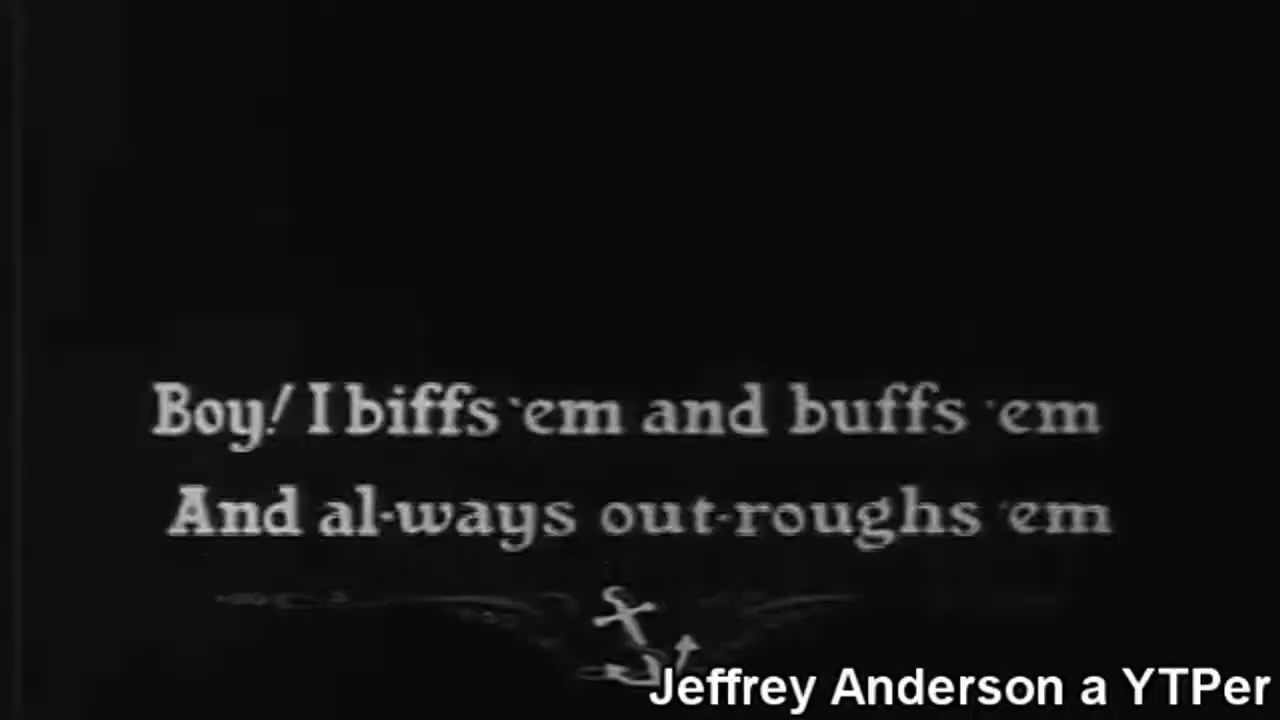 Boy! I biffs 'em and buffs 'em
And al-ways out-roughs 'em
Jeffrey Anderson a YTPer